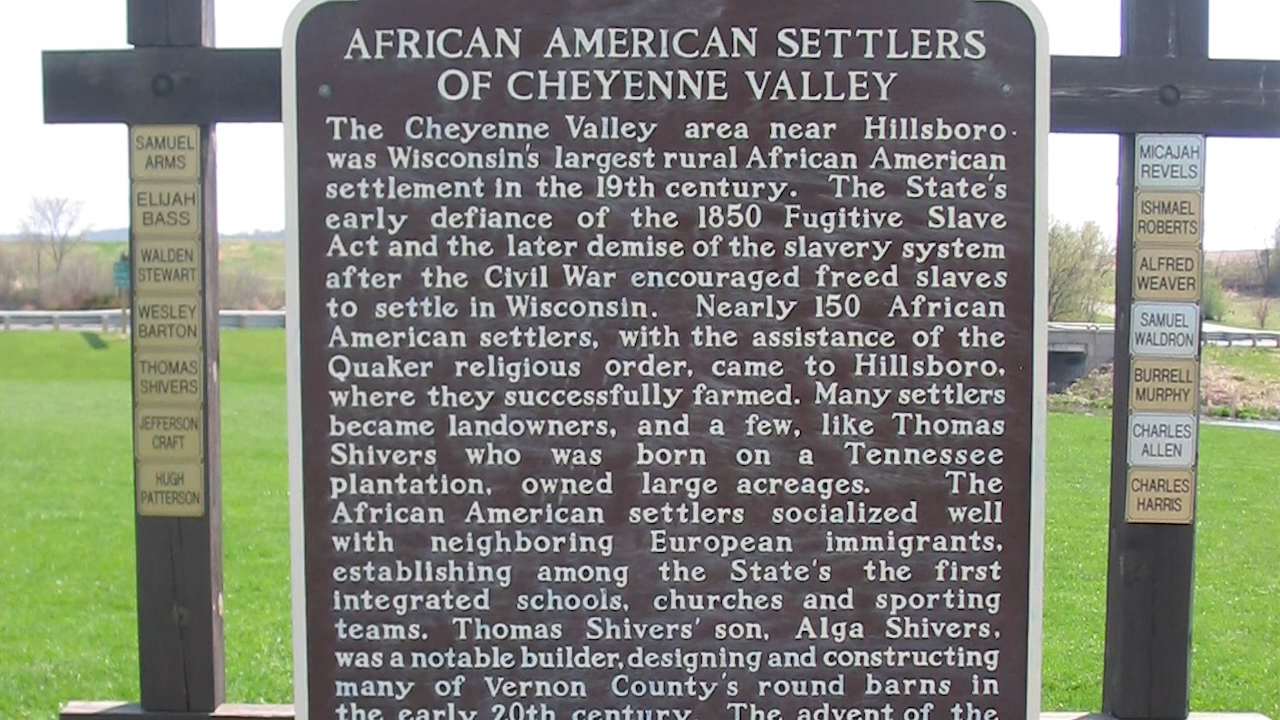 AFRICAN AMERICAN SETTLERS
OF CHEYENNE VALLEY
The Cheyenne Valley area near Hillsboro
was Wisconsin's largest rural African American
settlement in the 19th century. The State's
early defiance of the 1850 Fugitive Slave
Act and the later demise of the slavery system
after the Civil War encouraged freed slaves
to settle in Wisconsin. Nearly 150 African
American settlers, with the assistance of the
Quaker religious order, came to Hillsboro,
where they successfully farmed. Many settlers
became landowners, and a few, like Thomas
Shivers who was born on a Tennessee
plantation, owned large acreages. The
African American settlers socialized well
with neighboring European immigrants,
establishing among the State's the first
integrated schools, churches and sporting
teams. Thomas Shivers' son, Alga Shivers,
was a notable builder, designing and constructing
many of Vernon County's round barns in
the early 20th century. The advent of the
SAMUEL
ARMS
ELIJAH
BASS
WALDEN
STEWART
WESLEY
BARTON
THOMAS
SHIVERS
JEFFERSON
CRAFT
HUGH
PATTERSON
MICAJAH
REVELS
ISHMAEL
ROBERTS
ALFRED
WEAVER
SAMUEL
WALDRON
BURRELL
MURPHY
CHARLES
ALLEN
CHARLES
HARRIS